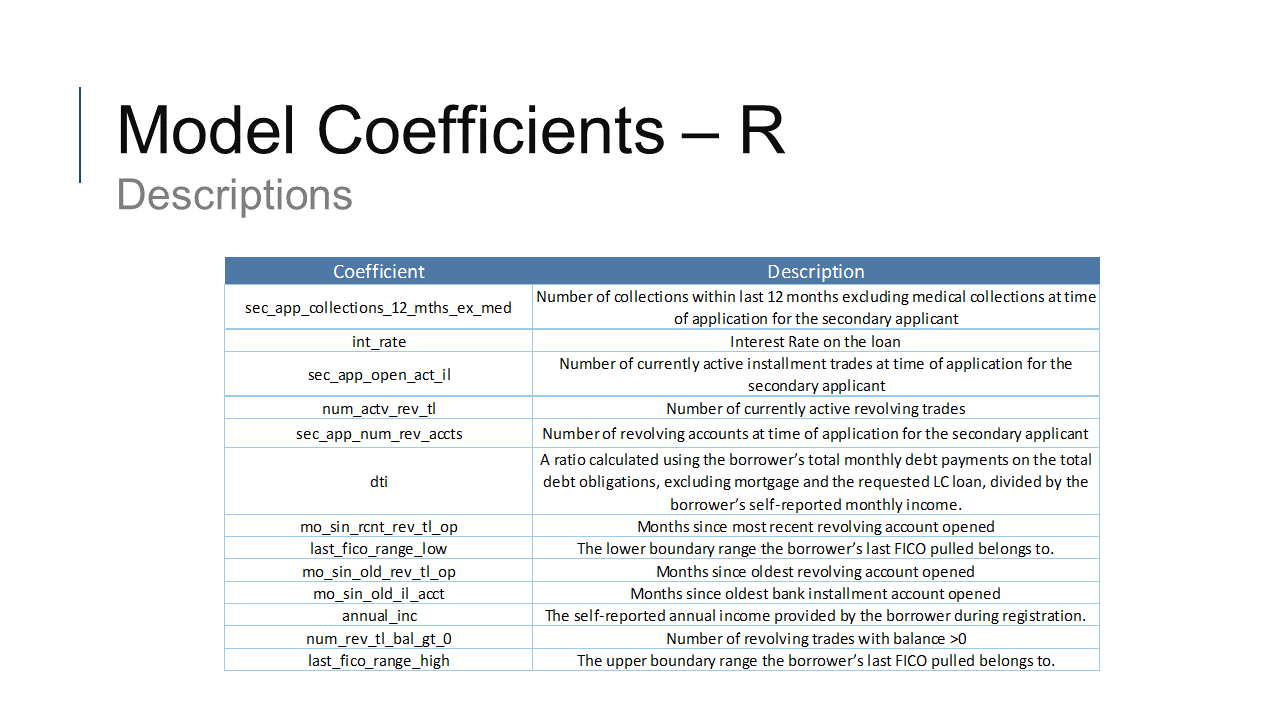 Model Coefficients – R
Descriptions
Coefficient Description
sec_app_collections_12_mths_ex_med Number of collections within last 12 months excluding medical collections at time
of application for the secondary applicant
int_rate Interest Rate on the loan
sec_app_open_act_il Number of currently active installment trades at time of application for the
secondary applicant
num_actv_rev_tl Number of currently active revolving trades
sec_app_num_rev_accts Number of revolving accounts at time of application for the secondary applicant
dti A ratio calculated using the borrower’s total monthly debt payments on the total
debt obligations, excluding mortgage and the requested LC loan, divided by the
borrower’s self-reported monthly income.
mo_sin_rcnt_rev_tl_op Months since most recent revolving account opened
last_fico_range_low The lower boundary range the borrower’s last FICO pulled belongs to.
mo_sin_old_rev_tl_op Months since oldest revolving account opened
mo_sin_old_il_acct Months since oldest bank installment account opened
annual_inc The self-reported annual income provided by the borrower during registration.
num_rev_tl_bal_gt_0 Number of revolving trades with balance >0
last_fico_range_high The upper boundary range the borrower’s last FICO pulled belongs to.